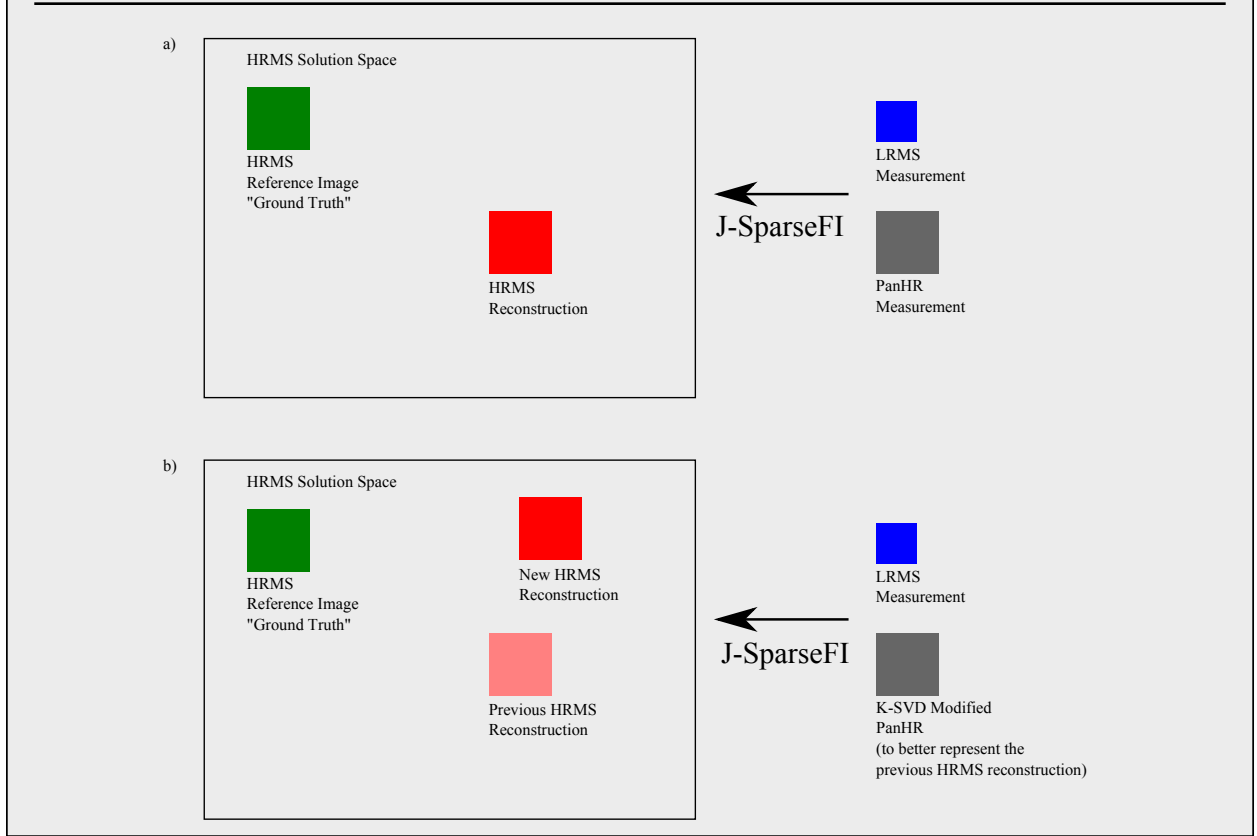 a)
HRMS Solution Space
HRMS
Reference Image
"Ground Truth"
HRMS
Reconstruction
J-SparseFI
LRMS
Measurement
PanHR
Measurement
b)
HRMS Solution Space
HRMS
Reference Image
"Ground Truth"
New HRMS
Reconstruction
Previous HRMS
Reconstruction
J-SparseFI
LRMS
Measurement
K-SVD Modified
PanHR
(to better represent the
previous HRMS reconstruction)